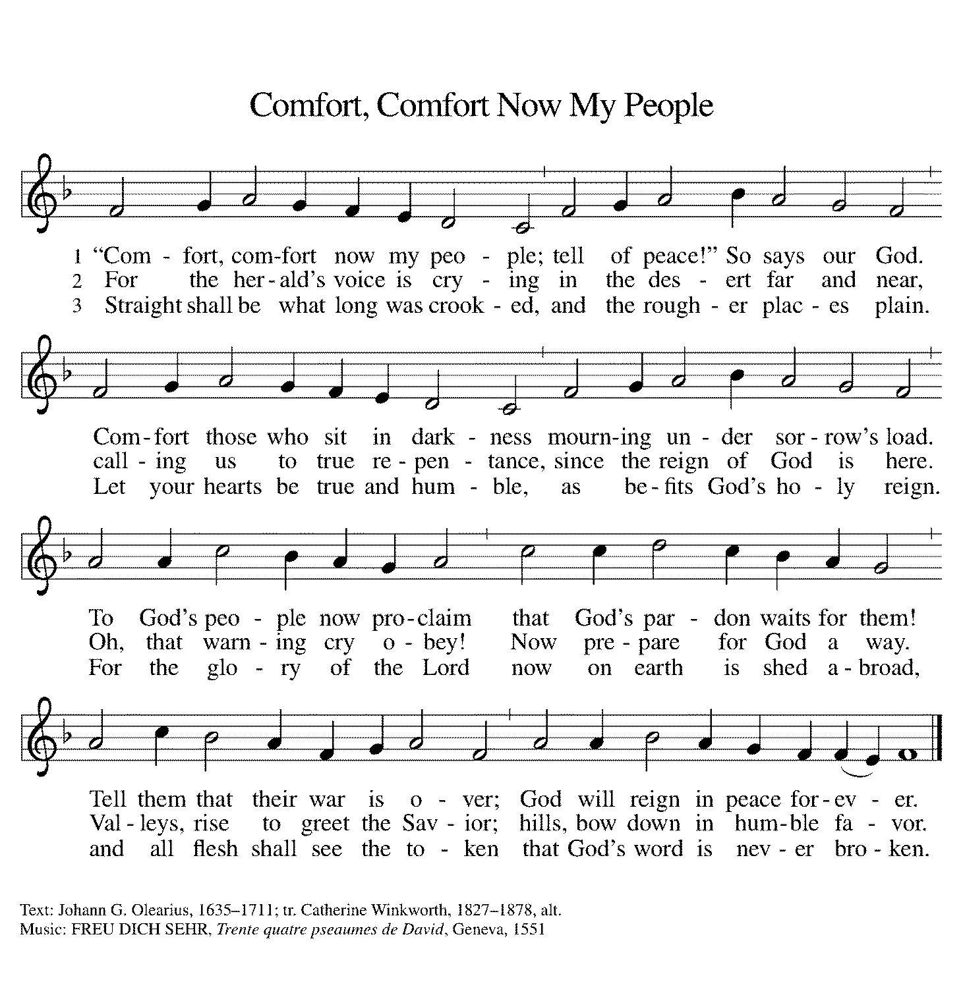 Comfort, Comfort Now My People
1 “Com - fort, com-fort now my peo - ple; tell of peace!” So says our God.
2 For the her-ald’s voice is cry - ing in the des - ert far and near,
3 Straight shall be what long was crook - ed, and the rough - er plac - es plain.
Com-fort those who sit in dark - ness mourn-ing un - der sor - row’s load.
call - ing us to true re - pen - tance, since the reign of God is here.
Let your hearts be true and hum - ble, as be - fits God’s ho - ly reign.
To God’s peo - ple now pro-claim that God’s par - don waits for them!
Oh, that warn - ing cry o - bey! Now pre - pare for God a way.
For the glo - ry of the Lord now on earth is shed a - broad,
Tell them that their war is o - ver; God will reign in peace for-ev - er.
Val - leys, rise to greet the Sav - ior; hills, bow down in hum-ble fa - vor.
and all flesh shall see the to - ken that God’s word is nev - er bro - ken.
Text: Johann G. Olearius, 1635–1711; tr. Catherine Winkworth, 1827–1878, alt.
Music: FREU DICH SEHR, Trente quatre pseaumes de David, Geneva, 1551